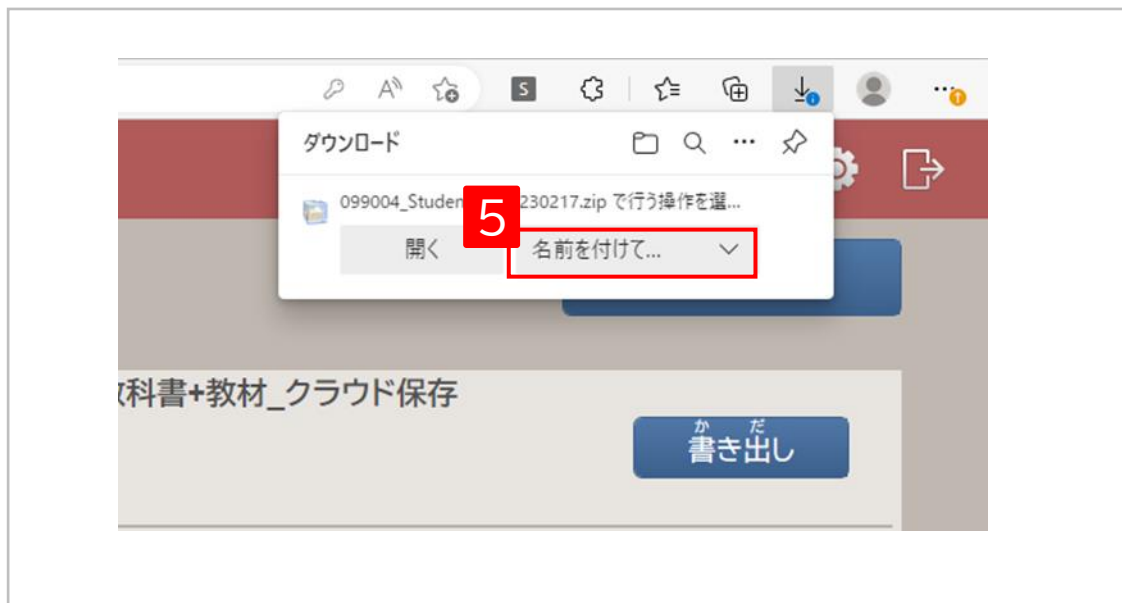 ダウンロード
099004_Studen 230217.zip で行う操作を選...
5
開く
名前を付けて...
科書+教材_クラウド保存
かだ
書き出し